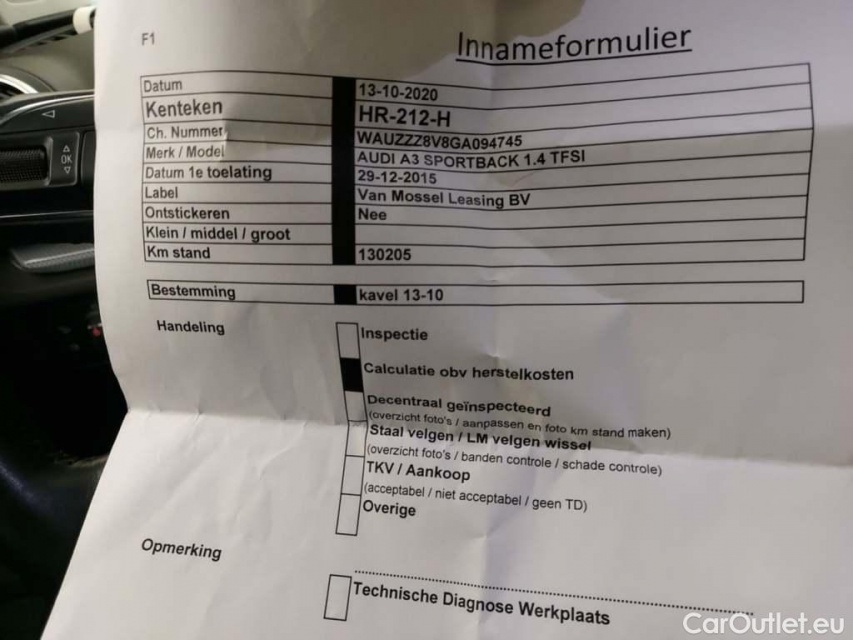 F1
Innameformulier
Datum 13-10-2020
Kenteken HR-212-H
Ch. Nummer WAUZZZ8V8GA094745
Merk / Model AUDI A3 SPORTBACK 1.4 TFSI
Datum 1e toelating 29-12-2015
Label Van Mossel Leasing BV
Ontstickeren Nee
Klein / middel / groot
Km stand 130205
Bestemming kavel 13-10
Handeling
Inspectie
Calculatie obv herstelkosten
Decentraal geïnspecteerd
(overzicht foto's / aanpassen en foto km stand maken)
Staal velgen / LM velgen wissel
(overzicht foto's / banden controle / schade controle)
TKV / Aankoop
(acceptabel / niet acceptabel / geen TD)
Overige
Opmerking
Technische Diagnose Werkplaats
OK
CarOutlet.eu